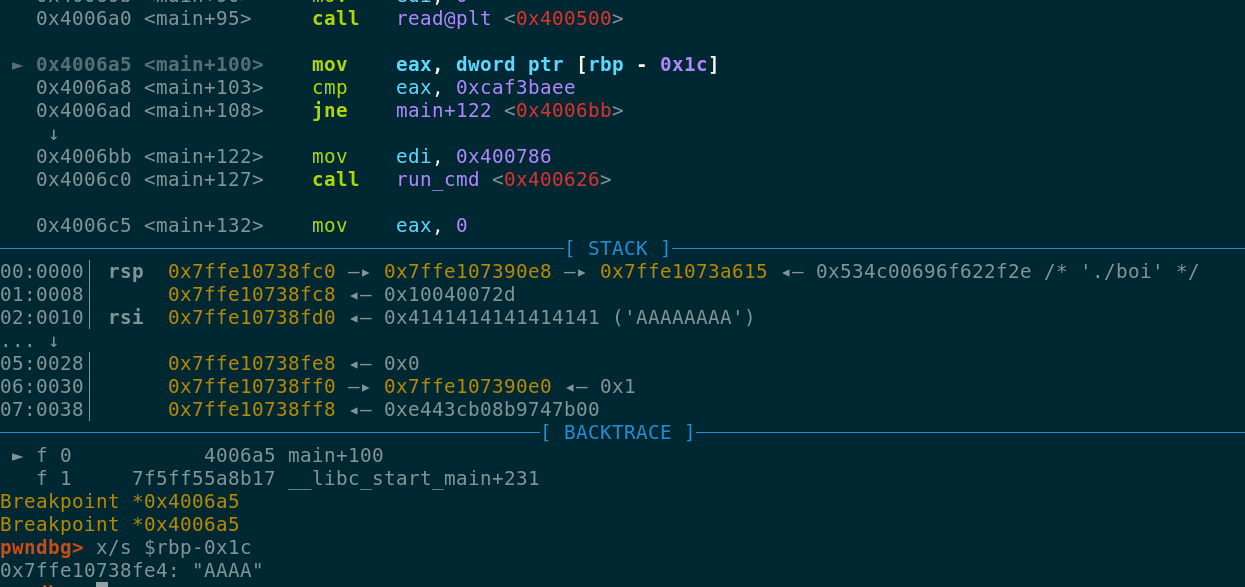 0x4006a0 <main+95> call read@plt <0x400500>
► 0x4006a5 <main+100> mov eax, dword ptr [rbp - 0x1c]
0x4006a8 <main+103> cmp eax, 0xcaf3baee
0x4006ad <main+108> jne main+122 <0x4006bb>
↓
0x4006bb <main+122> mov edi, 0x400786
0x4006c0 <main+127> call run_cmd <0x400626>
0x4006c5 <main+132> mov eax, 0
[ STACK ]
00:0000│ rsp 0x7ffe10738fc0 —▸ 0x7ffe107390e8 —▸ 0x7ffe1073a615 ◂— 0x534c00696f622f2e /* './boi' */
01:0008│ 0x7ffe10738fc8 ◂— 0x10040072d
02:0010│ rsi 0x7ffe10738fd0 ◂— 0x4141414141414141 ('AAAAAAAA')
... ↓
05:0028│ 0x7ffe10738fe8 ◂— 0x0
06:0030│ 0x7ffe10738ff0 —▸ 0x7ffe107390e0 ◂— 0x1
07:0038│ 0x7ffe10738ff8 ◂— 0xe443cb08b9747b00
[ BACKTRACE ]
► f 0 4006a5 main+100
f 1 7f5ff55a8b17 __libc_start_main+231
Breakpoint *0x4006a5
Breakpoint *0x4006a5
pwndbg> x/s $rbp-0x1c
0x7ffe10738fe4: "AAAA"